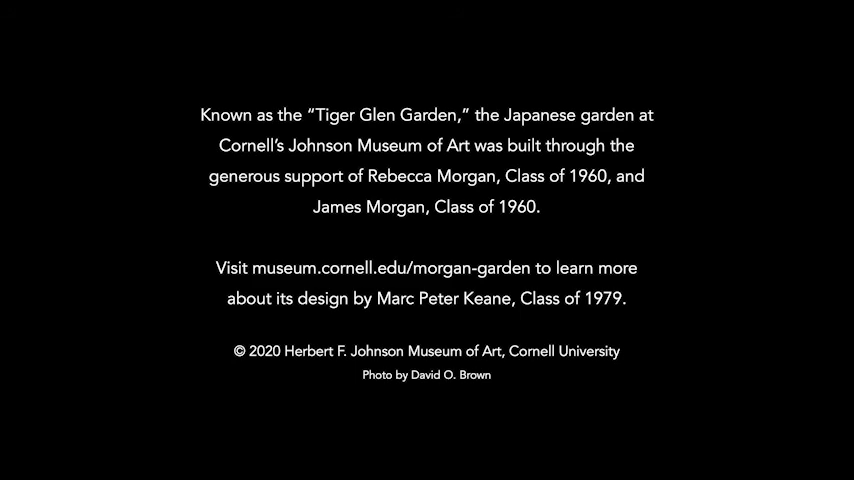 Known as the “Tiger Glen Garden,” the Japanese garden at
Cornell’s Johnson Museum of Art was built through the
generous support of Rebecca Morgan, Class of 1960, and
James Morgan, Class of 1960.
Visit museum.cornell.edu/morgan-garden to learn more
about its design by Marc Peter Keane, Class of 1979.
© 2020 Herbert F. Johnson Museum of Art, Cornell University
Photo by David O. Brown